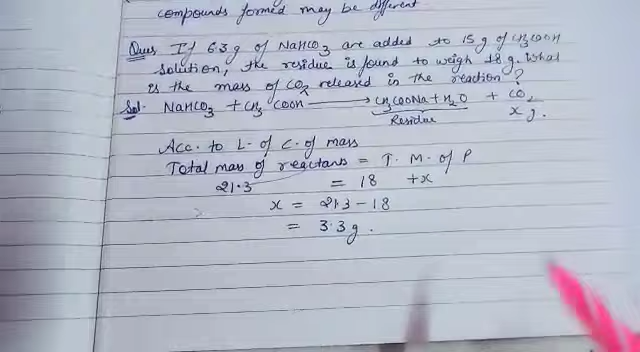 compounds formed may be different
Ques If 6.3g of NaHCO3 are added to 15 g of CH3COOH
solution, the residue is found to weigh 18 g. What
is the mass of CO2 released in the reaction?
Sol. NaHCO3 + CH3COOH → CH3COONa + H2O + CO2
Residue x g.
Acc. to L. of C. of mass
Total mass of reactans = T. M. of P
21.3 = 18 + x
x = 21.3 - 18
= 3.3g.